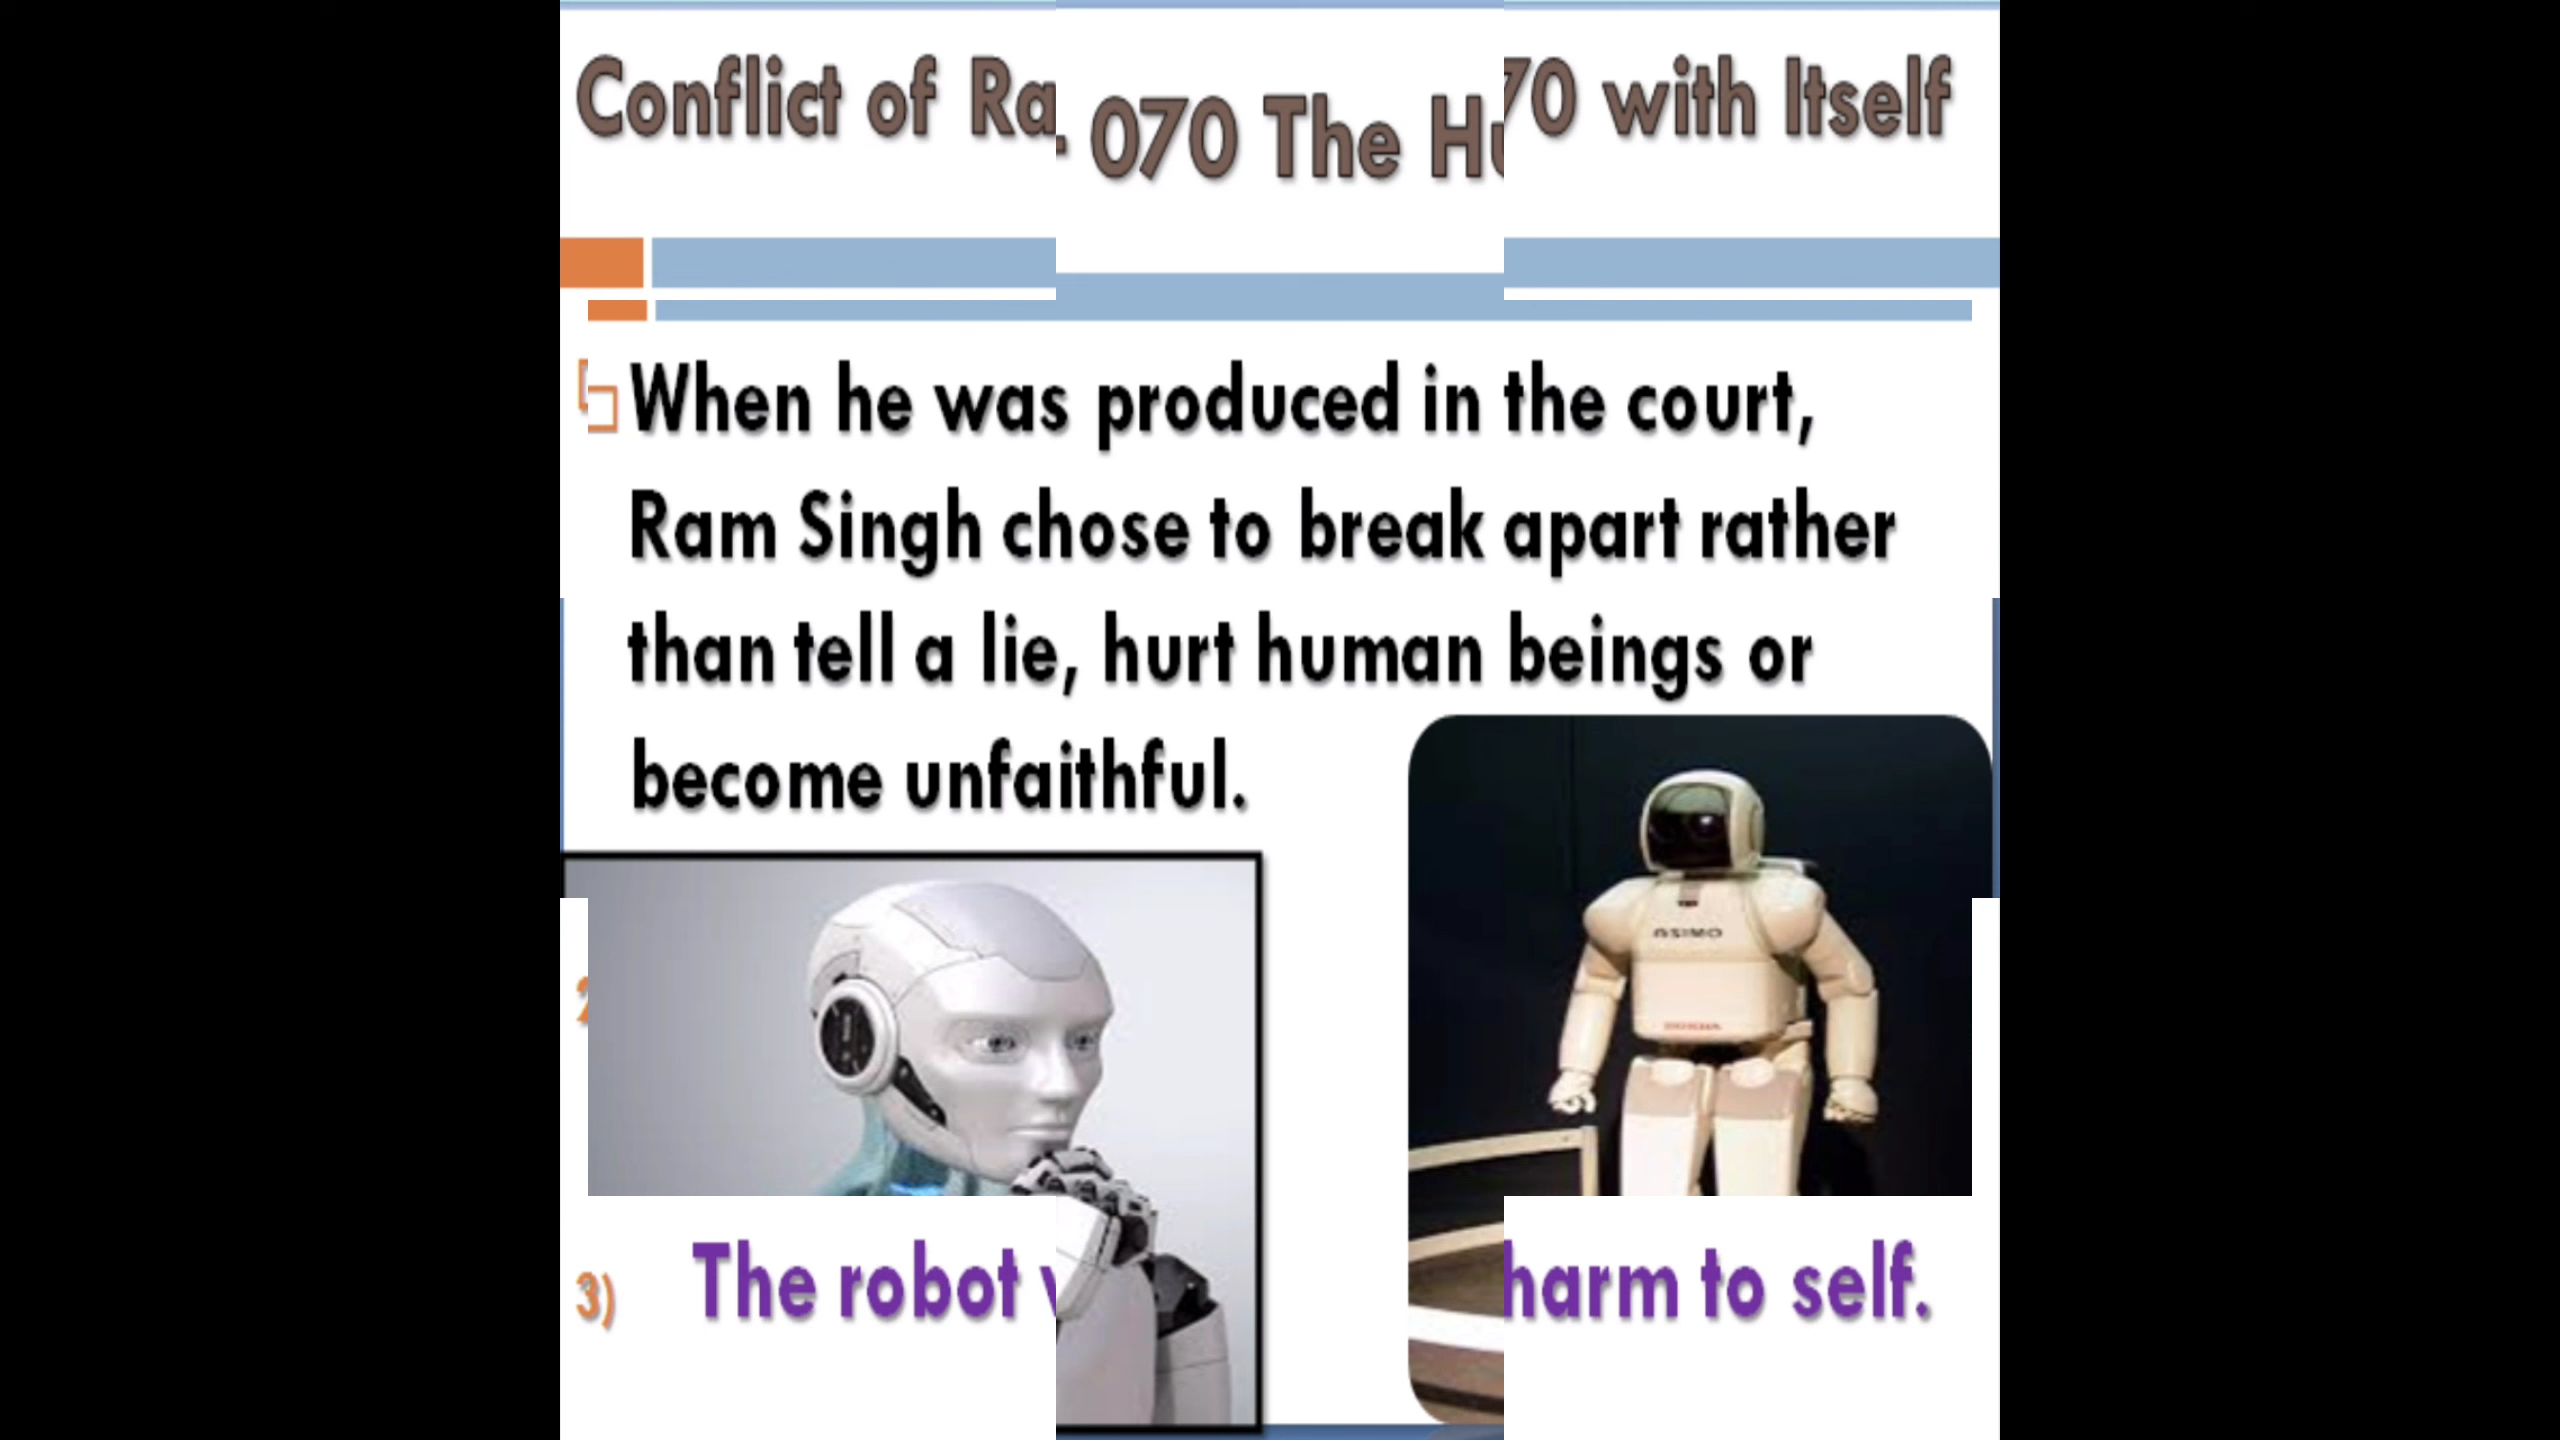 Conflict of Ra
070 The Hu
70 with Itself
When he was produced in the court,
Ram Singh chose to break apart rather
than tell a lie, hurt human beings or
become unfaithful.
ASIMO
HONDA
3) The robot
harm to self.